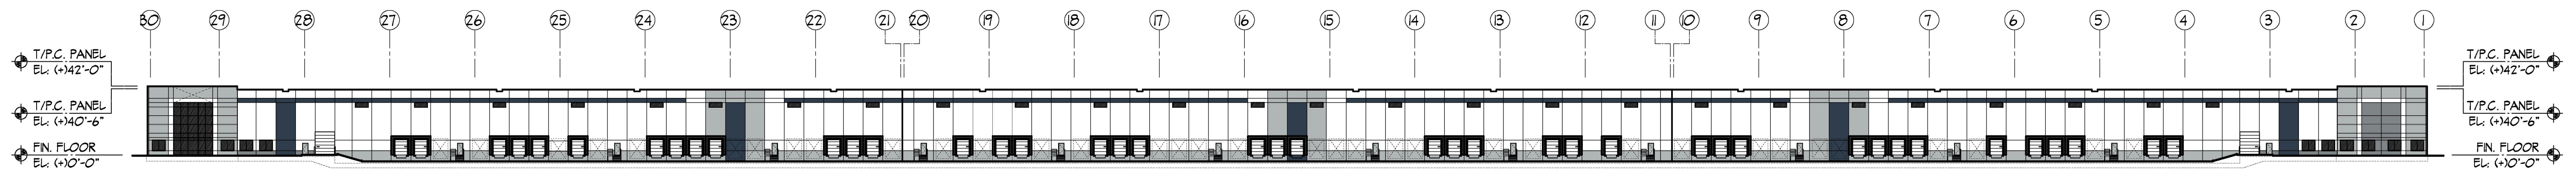 30 29 28 27 26 25 24 23 22 21 20 19 18 17 16 15 14 13 12 11 10 9 8 7 6 5 4 3 2 1
T/P.C. PANEL
EL: (+)42'-0"
T/P.C. PANEL
EL: (+)40'-6"
FIN. FLOOR
EL: (+)0'-0"
T/P.C. PANEL
EL: (+)42'-0"
T/P.C. PANEL
EL: (+)40'-6"
FIN. FLOOR
EL: (+)0'-0"